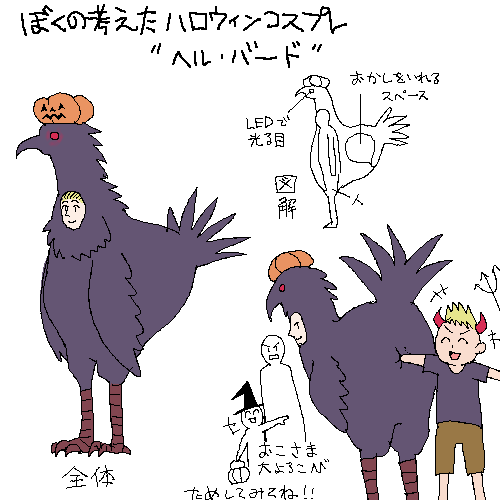 ぼくの考えたハロウィンコスプレ
"ヘル・バード"
おかしをいれる
スペース
LEDで
光る目
図
解
人
全体
おこさま
大よろこび
ためしてみてね!!